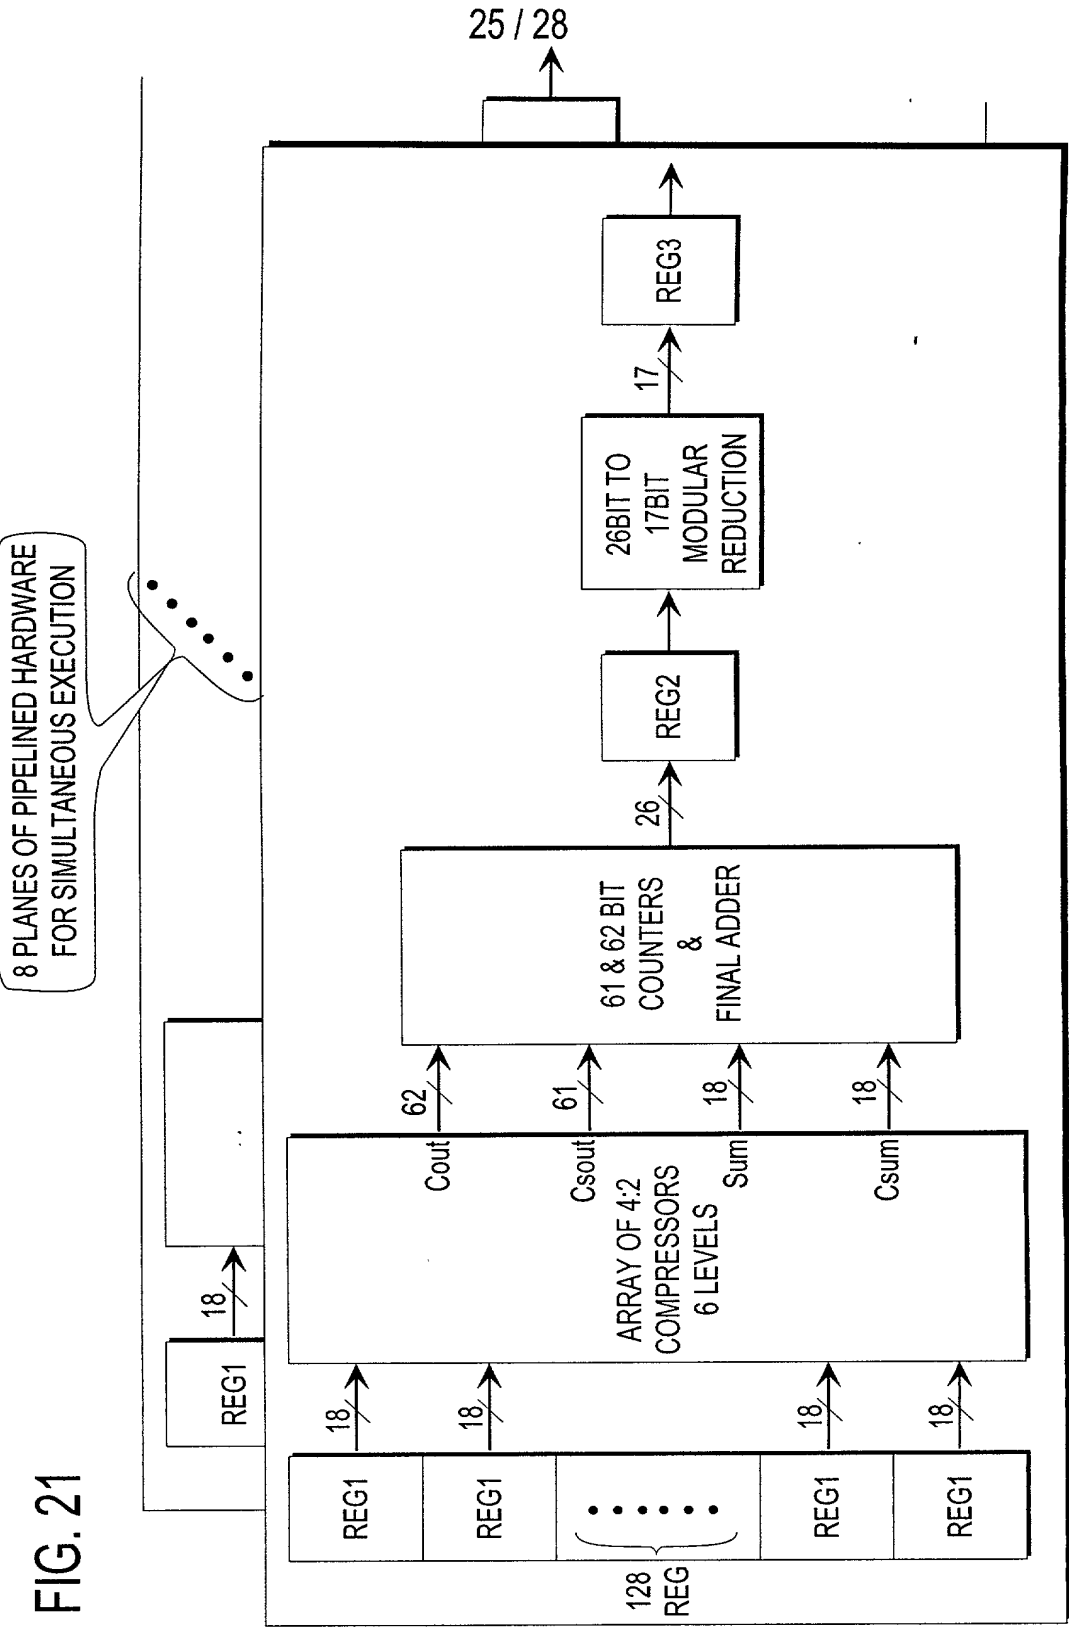 FIG. 21
8 PLANES OF PIPELINED HARDWARE
FOR SIMULTANEOUS EXECUTION
25 / 28
REG1
18
REG1
REG1
128
REG
REG1
REG1
18
18
18
18
ARRAY OF 4:2
COMPRESSORS
6 LEVELS
Cout
Csout
Sum
Csum
62
61
18
18
61 & 62 BIT
COUNTERS
&
FINAL ADDER
26
REG2
26BIT TO
17BIT
MODULAR
REDUCTION
17
REG3